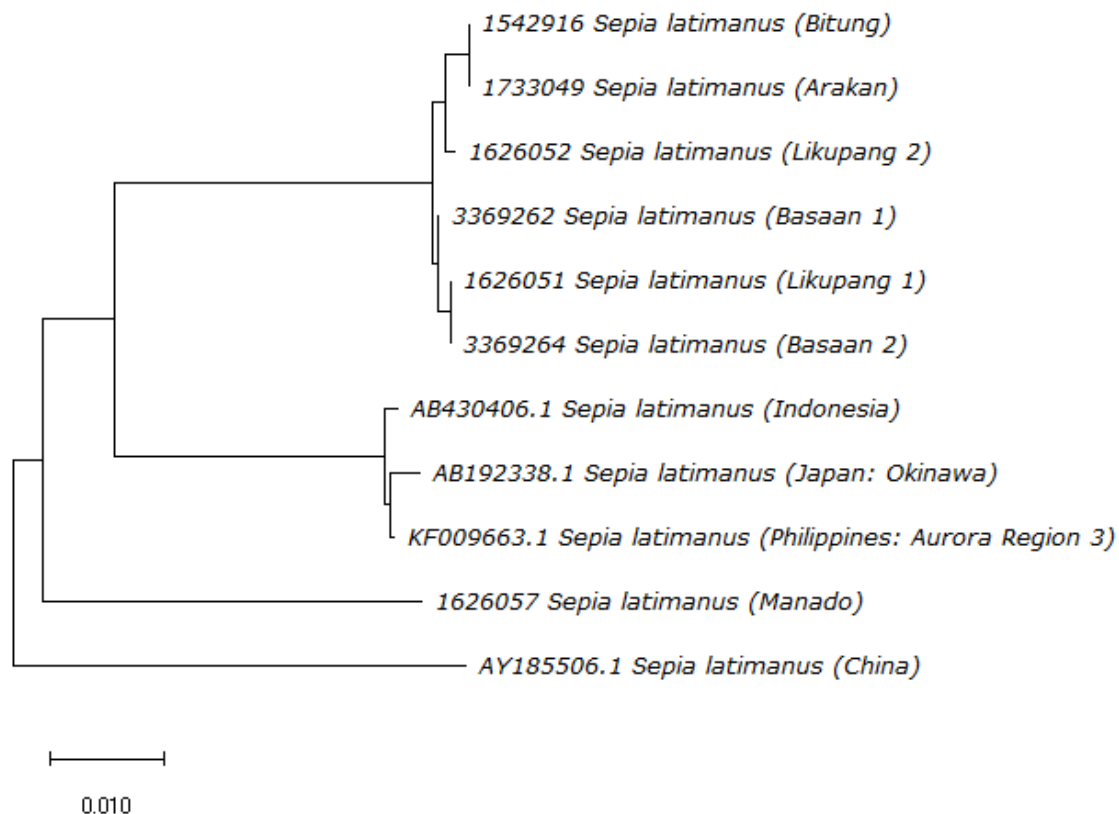 1542916 Sepia latimanus (Bitung)
1733049 Sepia latimanus (Arakan)
1626052 Sepia latimanus (Likupang 2)
3369262 Sepia latimanus (Basaan 1)
1626051 Sepia latimanus (Likupang 1)
3369264 Sepia latimanus (Basaan 2)
AB430406.1 Sepia latimanus (Indonesia)
AB192338.1 Sepia latimanus (Japan: Okinawa)
KF009663.1 Sepia latimanus (Philippines: Aurora Region 3)
1626057 Sepia latimanus (Manado)
AY185506.1 Sepia latimanus (China)
0.010